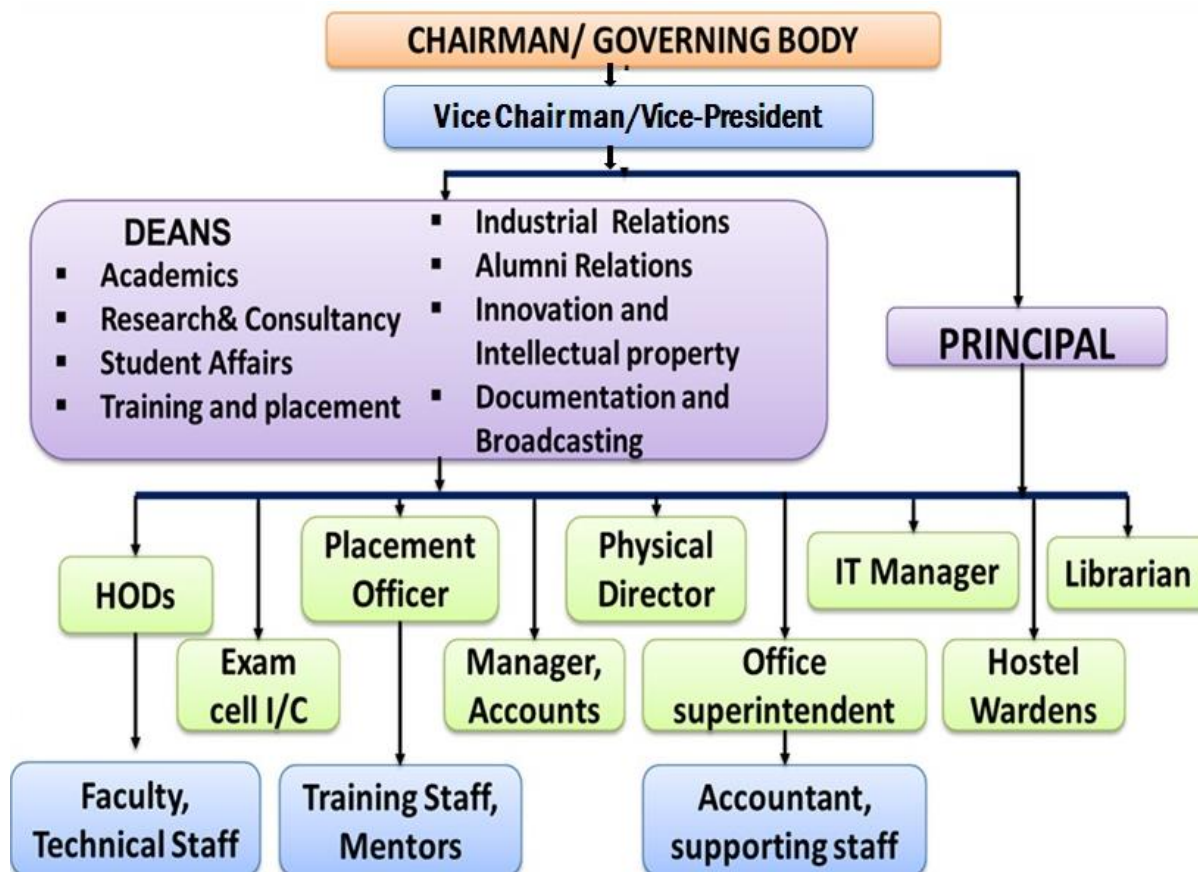 CHAIRMAN/ GOVERNING BODY
Vice Chairman/Vice-President
DEANS
▪ Academics
▪ Research& Consultancy
▪ Student Affairs
▪ Training and placement
▪ Industrial Relations
▪ Alumni Relations
▪ Innovation and
Intellectual property
▪ Documentation and
Broadcasting
PRINCIPAL
HODs
Exam
cell I/C
Placement
Officer
Manager,
Accounts
Physical
Director
Office
superintendent
IT Manager
Hostel
Wardens
Librarian
Faculty,
Technical Staff
Training Staff,
Mentors
Accountant,
supporting staff